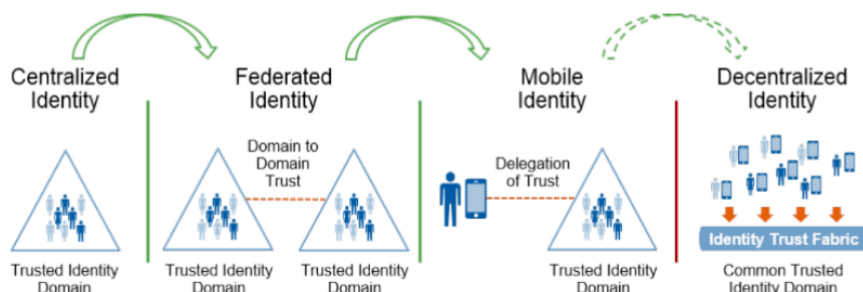 Centralized
Identity
Federated
Identity
Mobile
Identity
Decentralized
Identity
Domain to
Domain
Trust
Delegation
of Trust
Identity Trust Fabric
Trusted Identity
Domain
Trusted Identity
Domain
Trusted Identity
Domain
Trusted Identity
Domain
Common Trusted
Identity Domain